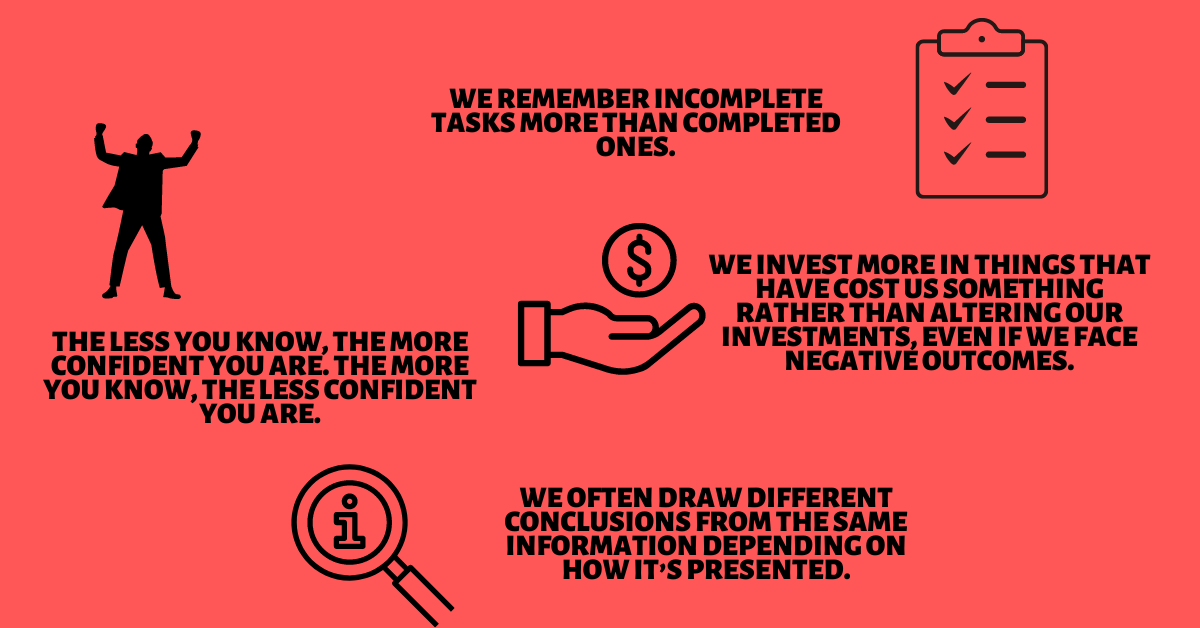 WE REMEMBER INCOMPLETE
TASKS MORE THAN COMPLETED
ONES.
$
WE INVEST MORE IN THINGS THAT
HAVE COST US SOMETHING
RATHER THAN ALTERING OUR
INVESTMENTS, EVEN IF WE FACE
NEGATIVE OUTCOMES.
THE LESS YOU KNOW, THE MORE
CONFIDENT YOU ARE. THE MORE
YOU KNOW, THE LESS CONFIDENT
YOU ARE.
i
WE OFTEN DRAW DIFFERENT
CONCLUSIONS FROM THE SAME
INFORMATION DEPENDING ON
HOW IT'S PRESENTED.